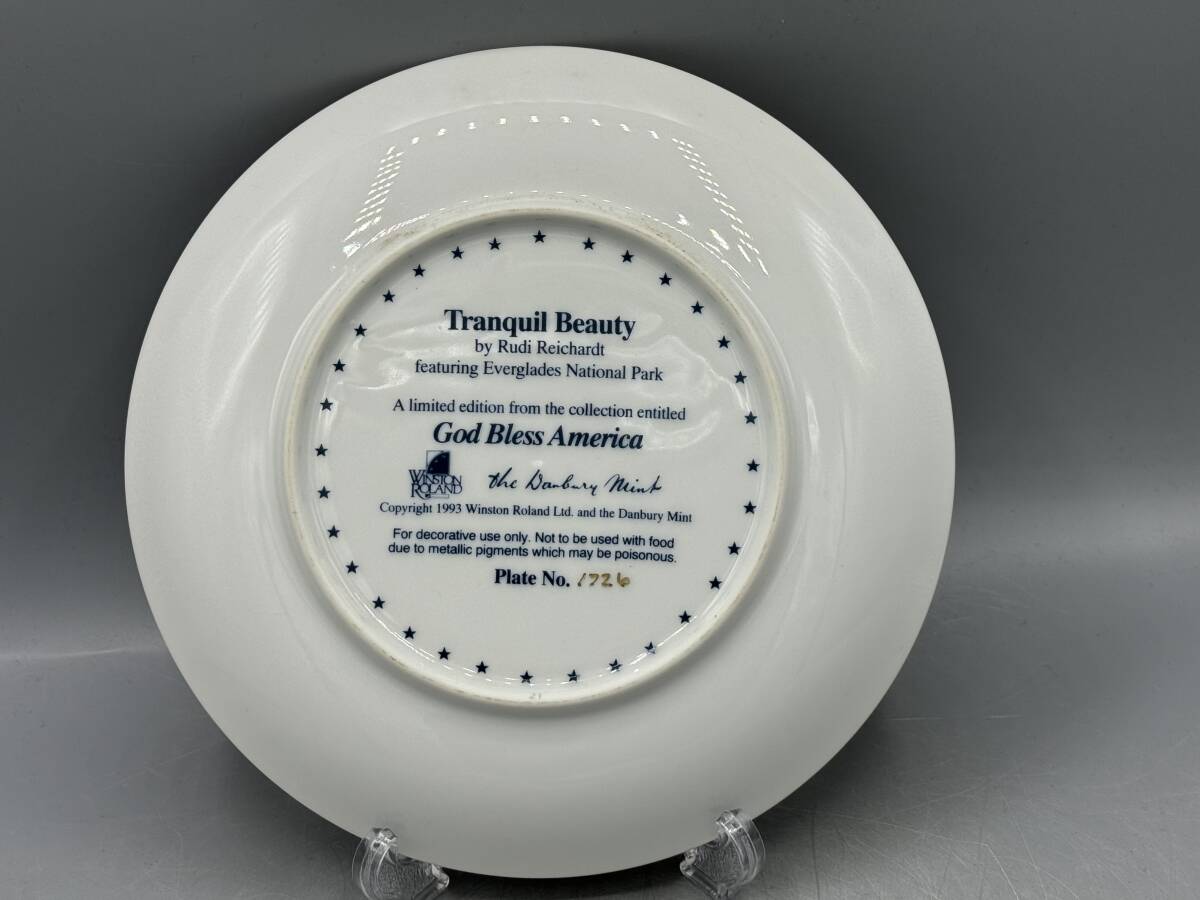 Tranquil Beauty
by Rudi Reichardt
featuring Everglades National Park
A limited edition from the collection entitled
God Bless America
WINSTON
ROLAND
the Danbury Mint
Copyright 1993 Winston Roland Ltd. and the Danbury Mint
For decorative use only. Not to be used with food
due to metallic pigments which may be poisonous.
Plate No. 1726
21